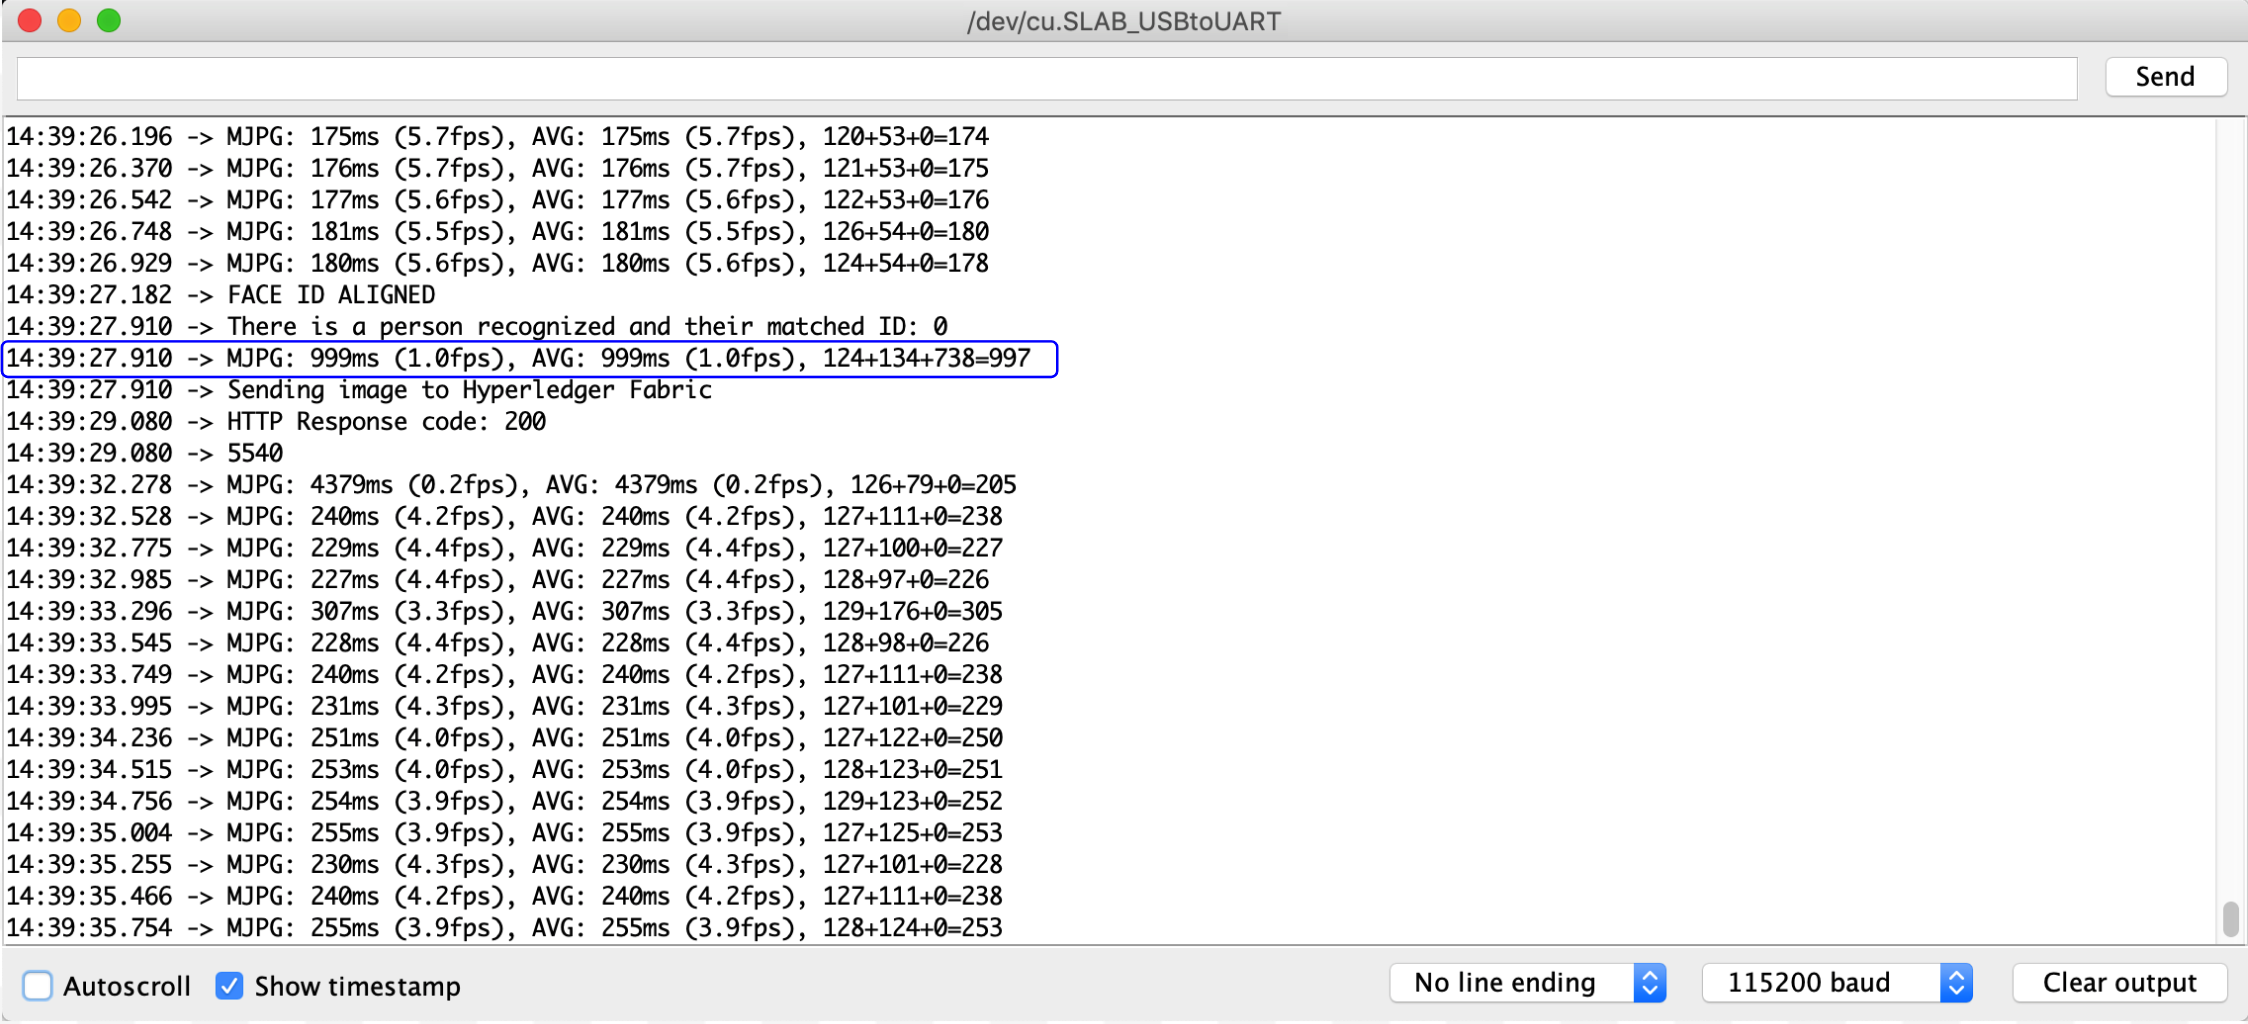 /dev/cu.SLAB_USBtoUART
Send
14:39:26.196 -> MJPG: 175ms (5.7fps), AVG: 175ms (5.7fps), 120+53+0=174
14:39:26.370 -> MJPG: 176ms (5.7fps), AVG: 176ms (5.7fps), 121+53+0=175
14:39:26.542 -> MJPG: 177ms (5.6fps), AVG: 177ms (5.6fps), 122+53+0=176
14:39:26.748 -> MJPG: 181ms (5.5fps), AVG: 181ms (5.5fps), 126+54+0=180
14:39:26.929 -> MJPG: 180ms (5.6fps), AVG: 180ms (5.6fps), 124+54+0=178
14:39:27.182 -> FACE ID ALIGNED
14:39:27.910 -> There is a person recognized and their matched ID: 0
14:39:27.910 -> MJPG: 999ms (1.0fps), AVG: 999ms (1.0fps), 124+134+738=997
14:39:27.910 -> Sending image to Hyperledger Fabric
14:39:29.080 -> HTTP Response code: 200
14:39:29.080 -> 5540
14:39:32.278 -> MJPG: 4379ms (0.2fps), AVG: 4379ms (0.2fps), 126+79+0=205
14:39:32.528 -> MJPG: 240ms (4.2fps), AVG: 240ms (4.2fps), 127+111+0=238
14:39:32.775 -> MJPG: 229ms (4.4fps), AVG: 229ms (4.4fps), 127+100+0=227
14:39:32.985 -> MJPG: 227ms (4.4fps), AVG: 227ms (4.4fps), 128+97+0=226
14:39:33.296 -> MJPG: 307ms (3.3fps), AVG: 307ms (3.3fps), 129+176+0=305
14:39:33.545 -> MJPG: 228ms (4.4fps), AVG: 228ms (4.4fps), 128+98+0=226
14:39:33.749 -> MJPG: 240ms (4.2fps), AVG: 240ms (4.2fps), 127+111+0=238
14:39:33.995 -> MJPG: 231ms (4.3fps), AVG: 231ms (4.3fps), 127+101+0=229
14:39:34.236 -> MJPG: 251ms (4.0fps), AVG: 251ms (4.0fps), 127+122+0=250
14:39:34.515 -> MJPG: 253ms (4.0fps), AVG: 253ms (4.0fps), 128+123+0=251
14:39:34.756 -> MJPG: 254ms (3.9fps), AVG: 254ms (3.9fps), 129+123+0=252
14:39:35.004 -> MJPG: 255ms (3.9fps), AVG: 255ms (3.9fps), 127+125+0=253
14:39:35.255 -> MJPG: 230ms (4.3fps), AVG: 230ms (4.3fps), 127+101+0=228
14:39:35.466 -> MJPG: 240ms (4.2fps), AVG: 240ms (4.2fps), 127+111+0=238
14:39:35.754 -> MJPG: 255ms (3.9fps), AVG: 255ms (3.9fps), 128+124+0=253
Autoscroll Show timestamp No line ending 115200 baud Clear output